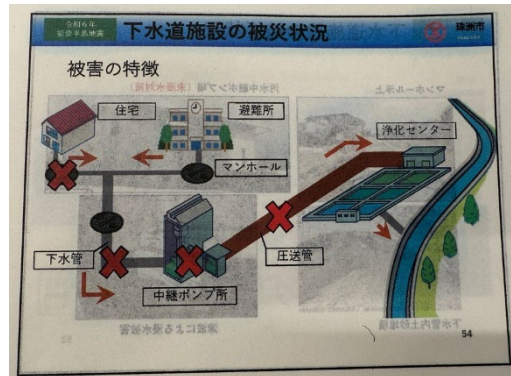 令和6年
能登半島地震
下水道施設の被災状況
珠洲市
被害の特徴
住宅
避難所
浄化センター
マンホール
下水管
圧送管
中継ポンプ所
54